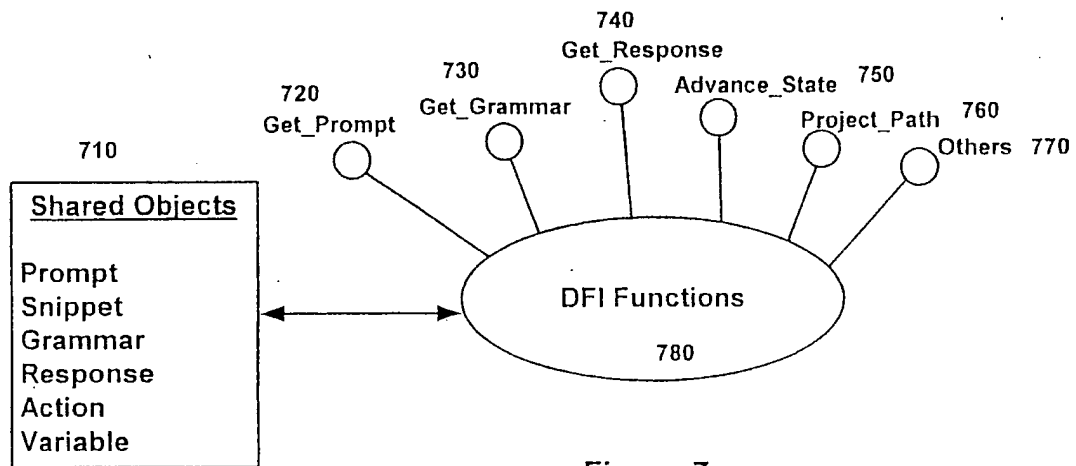 740
Get_Response
730
Get_Grammar
Advance_State 750
720
Get_Prompt
Project_Path 760
Others 770
710
Shared Objects
Prompt
Snippet
Grammar
Response
Action
Variable
DFI Functions
780